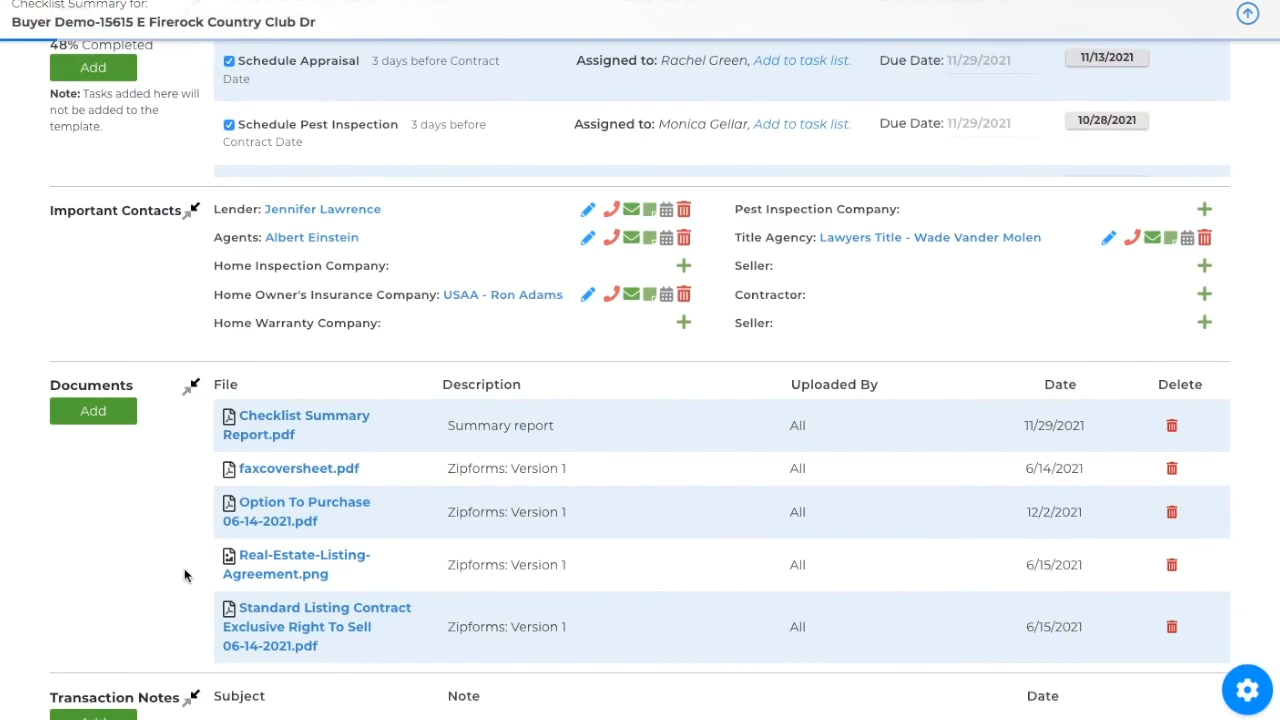 Checklist Summary for:
Buyer Demo-15615 E Firerock Country Club Dr
48% Completed
Add
Note: Tasks added here will
not be added to the
template.
Schedule Appraisal 3 days before Contract
Date
Assigned to: Rachel Green, Add to task list.
Due Date: 11/29/2021
11/13/2021
Schedule Pest Inspection 3 days before
Contract Date
Assigned to: Monica Gellar, Add to task list.
Due Date: 11/29/2021
10/28/2021
Important Contacts
Lender: Jennifer Lawrence
Agents: Albert Einstein
Home Inspection Company:
Home Owner's Insurance Company: USAA - Ron Adams
Home Warranty Company:
Pest Inspection Company:
Title Agency: Lawyers Title - Wade Vander Molen
Seller:
Contractor:
Seller:
Documents
Add
File Description Uploaded By Date Delete
Checklist Summary
Report.pdf
Summary report All 11/29/2021
faxcoversheet.pdf Zipforms: Version 1 All 6/14/2021
Option To Purchase
06-14-2021.pdf
Zipforms: Version 1 All 12/2/2021
Real-Estate-Listing-
Agreement.png
Zipforms: Version 1 All 6/15/2021
Standard Listing Contract
Exclusive Right To Sell
06-14-2021.pdf
Zipforms: Version 1 All 6/15/2021
Transaction Notes
Subject Note Date